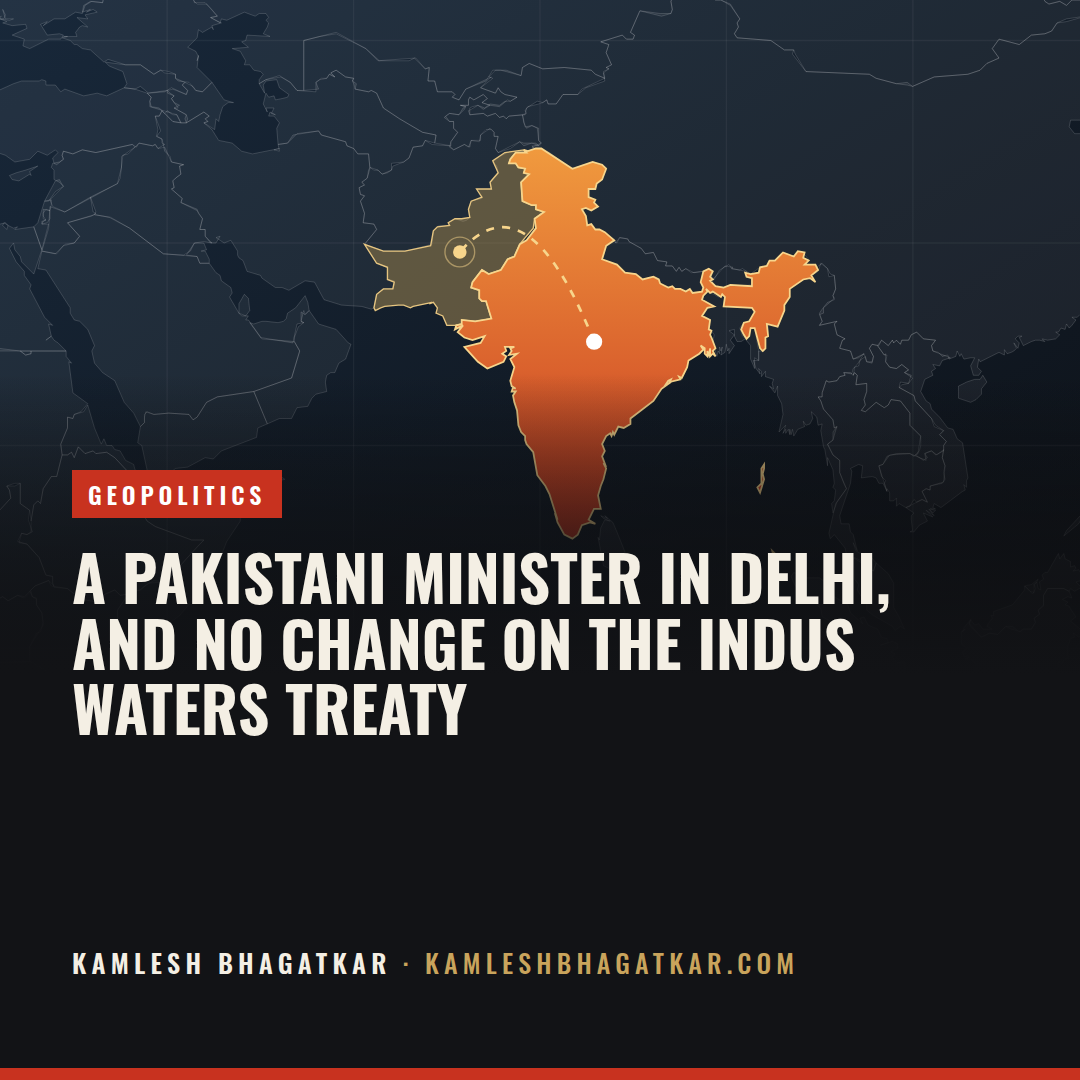 GEOPOLITICS
A PAKISTANI MINISTER IN DELHI,
AND NO CHANGE ON THE INDUS
WATERS TREATY
KAMLESH BHAGATKAR · KAMLESHBHAGATKAR.COM